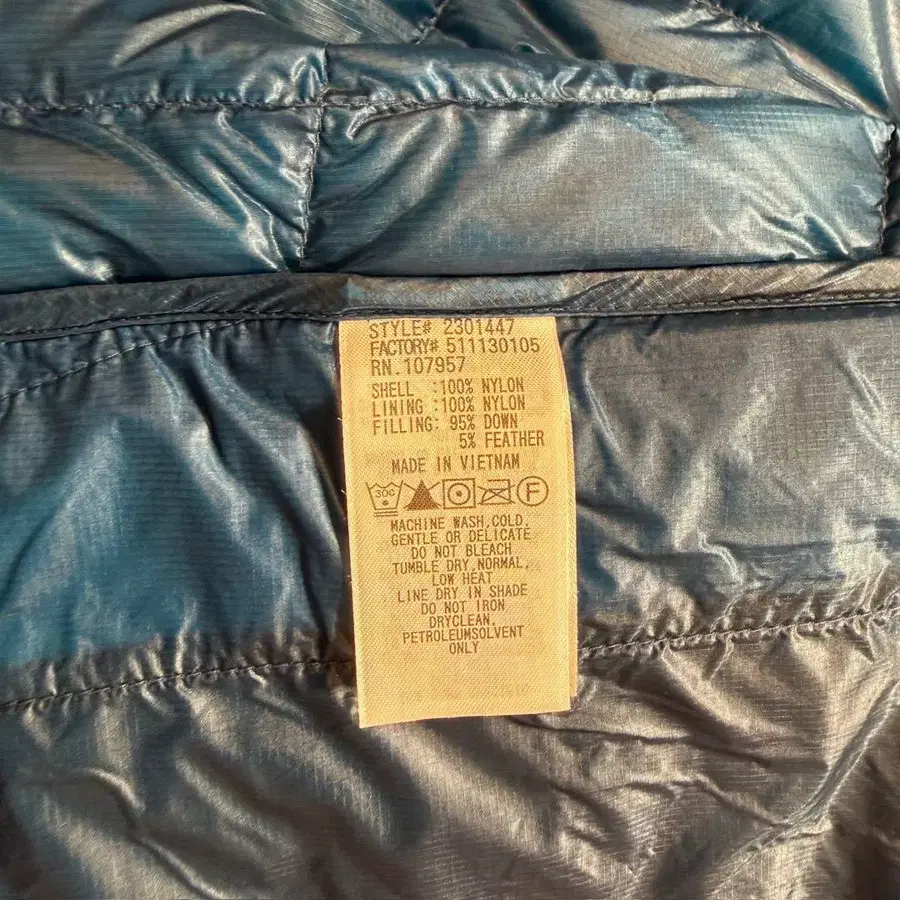 STYLE# 2301447
FACTORY# 511130105
RN.107957
SHELL :100% NYLON
LINING :100% NYLON
FILLING: 95% DOWN
5% FEATHER
MADE IN VIETNAM
30C F
MACHINE WASH,COLD,
GENTLE OR DELICATE
DO NOT BLEACH
TUMBLE DRY,NORMAL,
LOW HEAT
LINE DRY IN SHADE
DO NOT IRON
DRYCLEAN,
PETROLEUMSOLVENT
ONLY